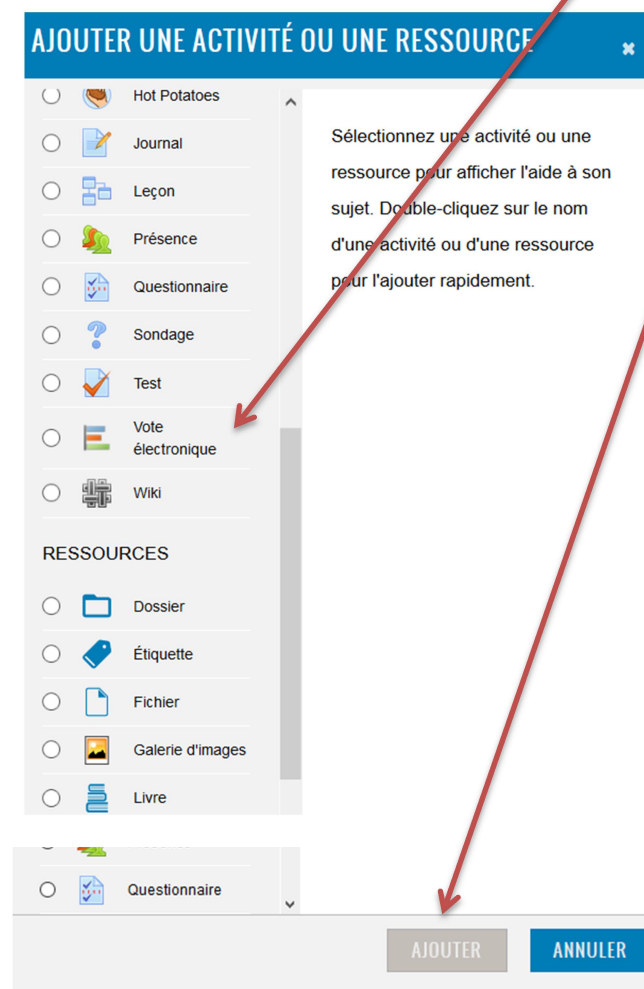 AJOUTER UNE ACTIVITÉ OU UNE RESSOURCE
Hot Potatoes
Journal
Leçon
Présence
Questionnaire
Sondage
Test
Vote
électronique
Wiki
RESSOURCES
Dossier
Étiquette
Fichier
Galerie d'images
Livre
Sélectionnez une activité ou une
ressource pour afficher l'aide à son
sujet. Double-cliquez sur le nom
d'une activité ou d'une ressource
pour l'ajouter rapidement.
Questionnaire
AJOUTER
ANNULER